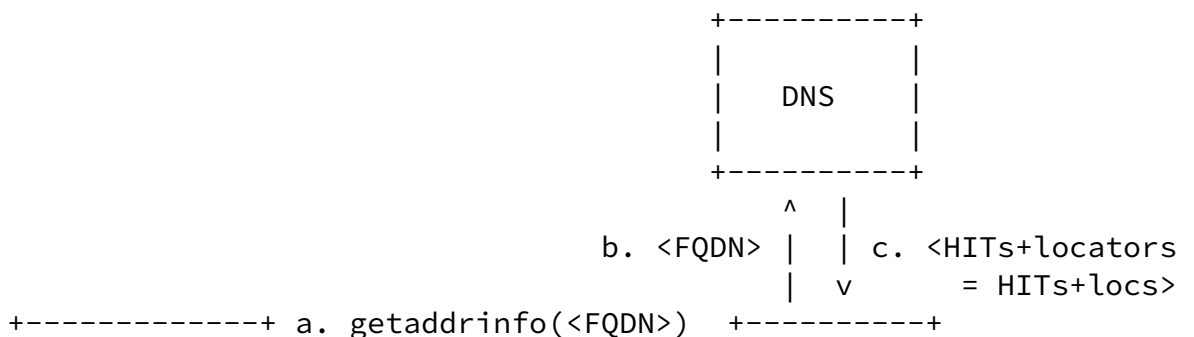 +----------+
|          |
|   DNS    |
|          |
+----------+
^  |
b. <FQDN> |  | c. <HITs+locators
|  v      = HITs+locs>
+-------------+ a. getaddrinfo(<FQDN>)  +----------+